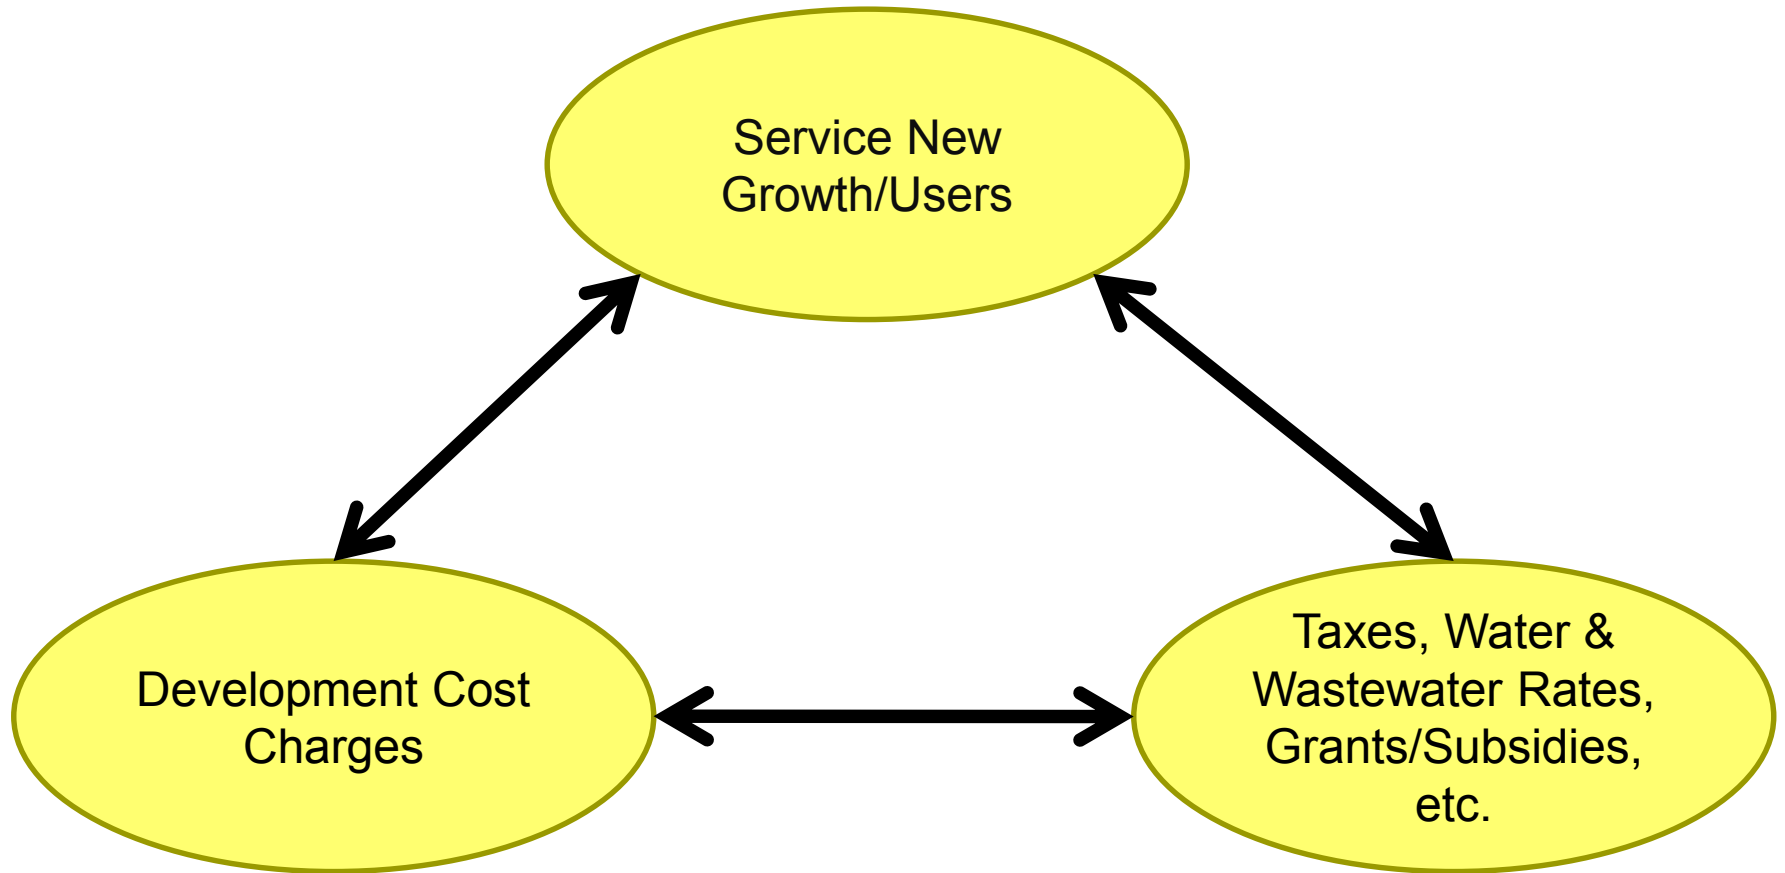 Service New
Growth/Users
Development Cost
Charges
Taxes, Water &
Wastewater Rates,
Grants/Subsidies,
etc.